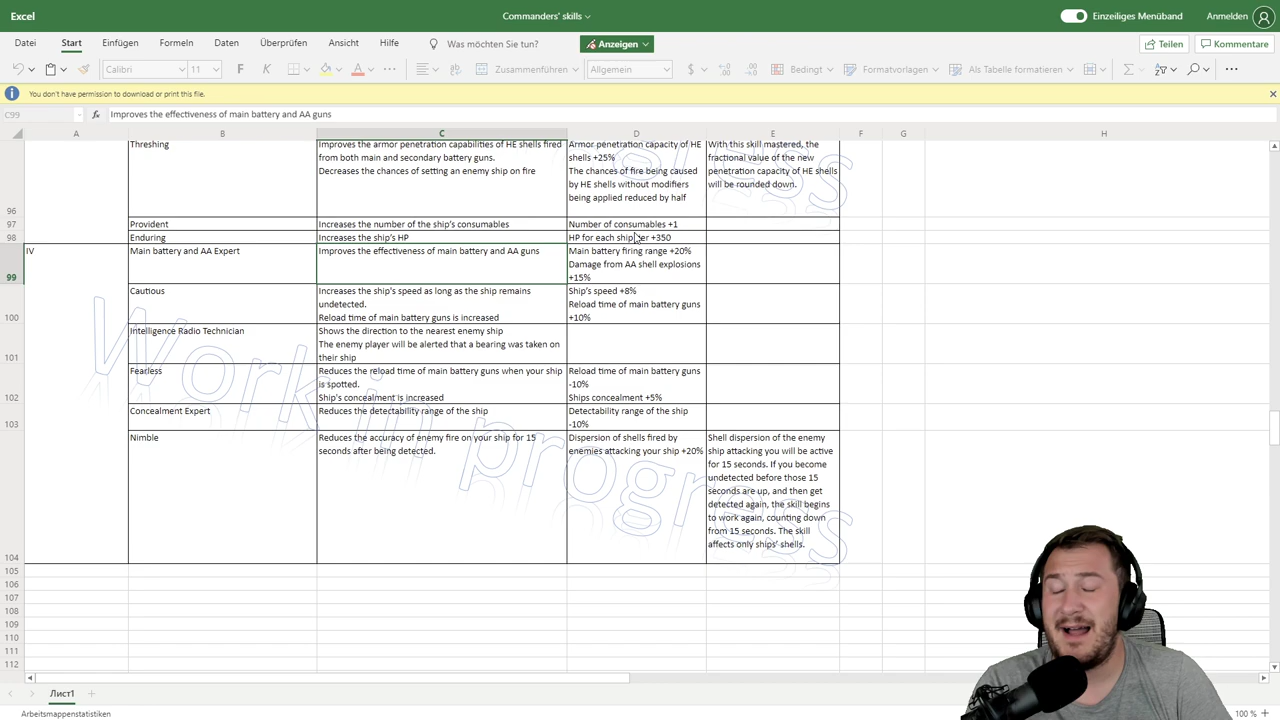 Excel
Commanders' skills
Einzeiliges Menüband
Anmelden
Datei Start Einfügen Formeln Daten Überprüfen Ansicht Hilfe Was möchten Sie tun? Anzeigen Teilen Kommentare
Calibri 11 F K A Zusammenführen Allgemein $ Bedingt Formatvorlagen Als Tabelle formatieren Σ
You don't have permission to download or print this file.
C99 fx Improves the effectiveness of main battery and AA guns
A B C D E F G H
96
Threshing
Improves the armor penetration capabilities of HE shells fired
from both main and secondary battery guns.
Decreases the chances of setting an enemy ship on fire
Armor penetration capacity of HE
shells +25%
The chances of fire being caused
by HE shells without modifiers
being applied reduced by half
With this skill mastered, the
fractional value of the new
penetration capacity of HE shells
will be rounded down.
97 Provident Increases the number of the ship's consumables Number of consumables +1
98 Enduring Increases the ship's HP HP for each ship er +350
99 IV Main battery and AA Expert Improves the effectiveness of main battery and AA guns
Main battery firing range +20%
Damage from AA shell explosions
+15%
100 Cautious
Increases the ship's speed as long as the ship remains
undetected.
Reload time of main battery guns is increased
Ship's speed +8%
Reload time of main battery guns
+10%
101 Intelligence Radio Technician
Shows the direction to the nearest enemy ship
The enemy player will be alerted that a bearing was taken on
their ship
102 Fearless
Reduces the reload time of main battery guns when your ship
is spotted.
Ship's concealment is increased
Reload time of main battery guns
-10%
Ships concealment +5%
103 Concealment Expert
Reduces the detectability range of the ship
Detectability range of the ship
-10%
104 Nimble
Reduces the accuracy of enemy fire on your ship for 15
seconds after being detected.
Dispersion of shells fired by
enemies attacking your ship +20%
Shell dispersion of the enemy
ship attacking you will be active
for 15 seconds. If you become
undetected before those 15
seconds are up, and then get
detected again, the skill begins
to work again, counting down
from 15 seconds. The skill
affects only ships' shells.
Work in progress
105
106
107
108
109
110
111
112
Лист1
Arbeitsmappenstatistiken
100 %